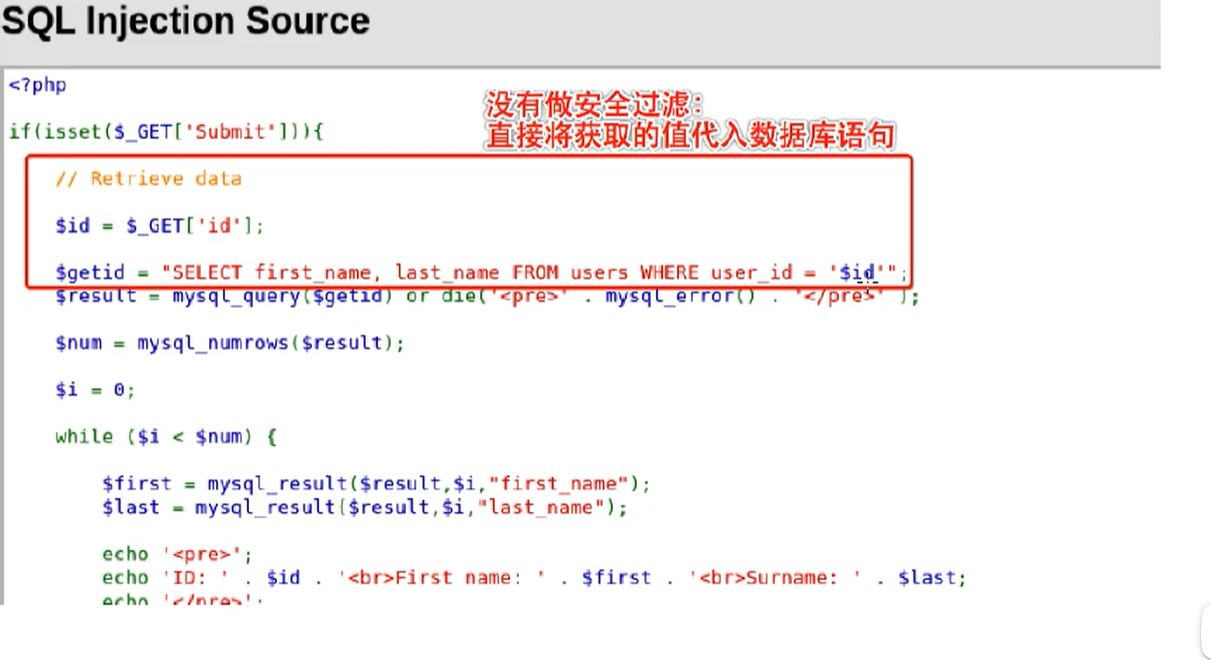 SQL Injection Source
<?php
没有做安全过滤：
直接将获取的值代入数据库语句
if(isset($_GET['Submit'])){
// Retrieve data
$id = $_GET['id'];
$getid = "SELECT first_name, last_name FROM users WHERE user_id = '$id'";
$result = mysql_query($getid) or die('<pre>' . mysql_error() . '</pre>' );
$num = mysql_numrows($result);
$i = 0;
while ($i < $num) {
$first = mysql_result($result,$i,"first_name");
$last = mysql_result($result,$i,"last_name");
echo '<pre>';
echo 'ID: ' . $id . '<br>First name: ' . $first . '<br>Surname: ' . $last;
echo '</pre>';